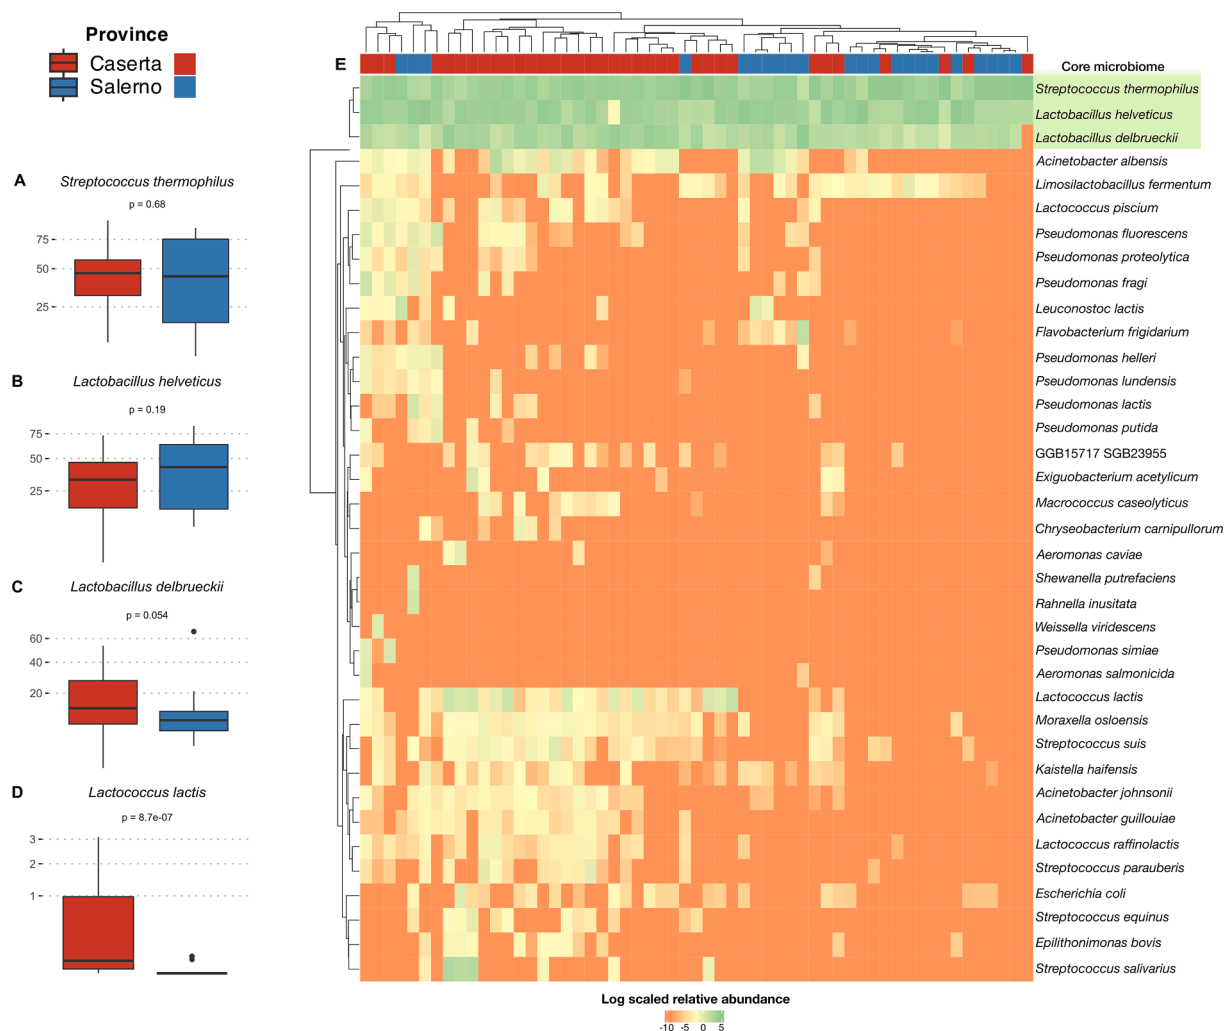 Province
Caserta
Salerno
A
Streptococcus thermophilus
p = 0.68
75
50
25
B
Lactobacillus helveticus
p = 0.19
75
50
25
C
Lactobacillus delbrueckii
p = 0.054
60
40
20
D
Lactococcus lactis
p = 8.7e-07
3
2
1
E
Core microbiome
Streptococcus thermophilus
Lactobacillus helveticus
Lactobacillus delbrueckii
Acinetobacter albensis
Limosilactobacillus fermentum
Lactococcus piscium
Pseudomonas fluorescens
Pseudomonas proteolytica
Pseudomonas fragi
Leuconostoc lactis
Flavobacterium frigidarium
Pseudomonas helleri
Pseudomonas lundensis
Pseudomonas lactis
Pseudomonas putida
GGB15717 SGB23955
Exiguobacterium acetylicum
Macrococcus caseolyticus
Chryseobacterium carnipullorum
Aeromonas caviae
Shewanella putrefaciens
Rahnella inusitata
Weissella viridescens
Pseudomonas simiae
Aeromonas salmonicida
Lactococcus lactis
Moraxella osloensis
Streptococcus suis
Kaistella haifensis
Acinetobacter johnsonii
Acinetobacter guillouiae
Lactococcus raffinolactis
Streptococcus parauberis
Escherichia coli
Streptococcus equinus
Epilithonimonas bovis
Streptococcus salivarius
Log scaled relative abundance
-10 -5 0 5